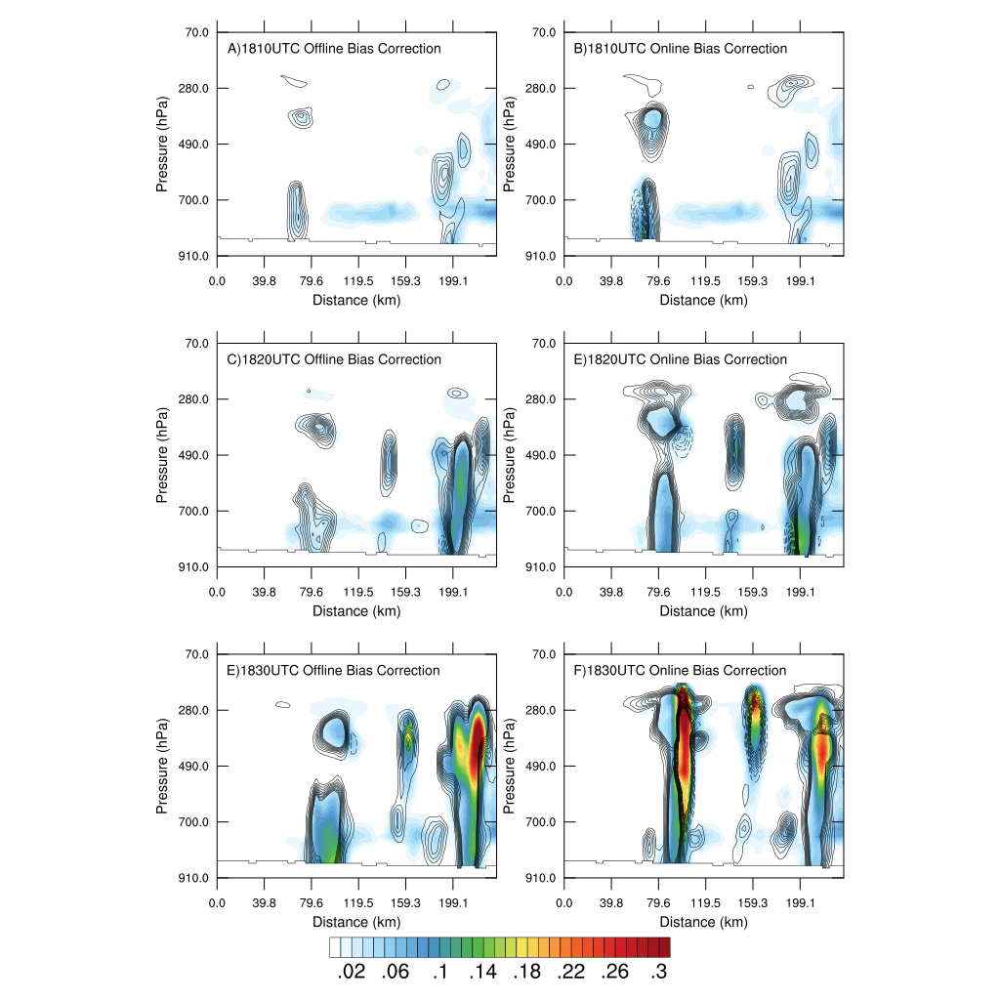 A)1810UTC Offline Bias Correction
70.0
280.0
490.0
700.0
910.0
Pressure (hPa)
0.0 39.8 79.6 119.5 159.3 199.1
Distance (km)
B)1810UTC Online Bias Correction
70.0
280.0
490.0
700.0
910.0
Pressure (hPa)
0.0 39.8 79.6 119.5 159.3 199.1
Distance (km)
C)1820UTC Offline Bias Correction
70.0
280.0
490.0
700.0
910.0
Pressure (hPa)
0.0 39.8 79.6 119.5 159.3 199.1
Distance (km)
E)1820UTC Online Bias Correction
70.0
280.0
490.0
700.0
910.0
Pressure (hPa)
0.0 39.8 79.6 119.5 159.3 199.1
Distance (km)
E)1830UTC Offline Bias Correction
70.0
280.0
490.0
700.0
910.0
Pressure (hPa)
0.0 39.8 79.6 119.5 159.3 199.1
Distance (km)
F)1830UTC Online Bias Correction
70.0
280.0
490.0
700.0
910.0
Pressure (hPa)
0.0 39.8 79.6 119.5 159.3 199.1
Distance (km)
.02 .06 .1 .14 .18 .22 .26 .3